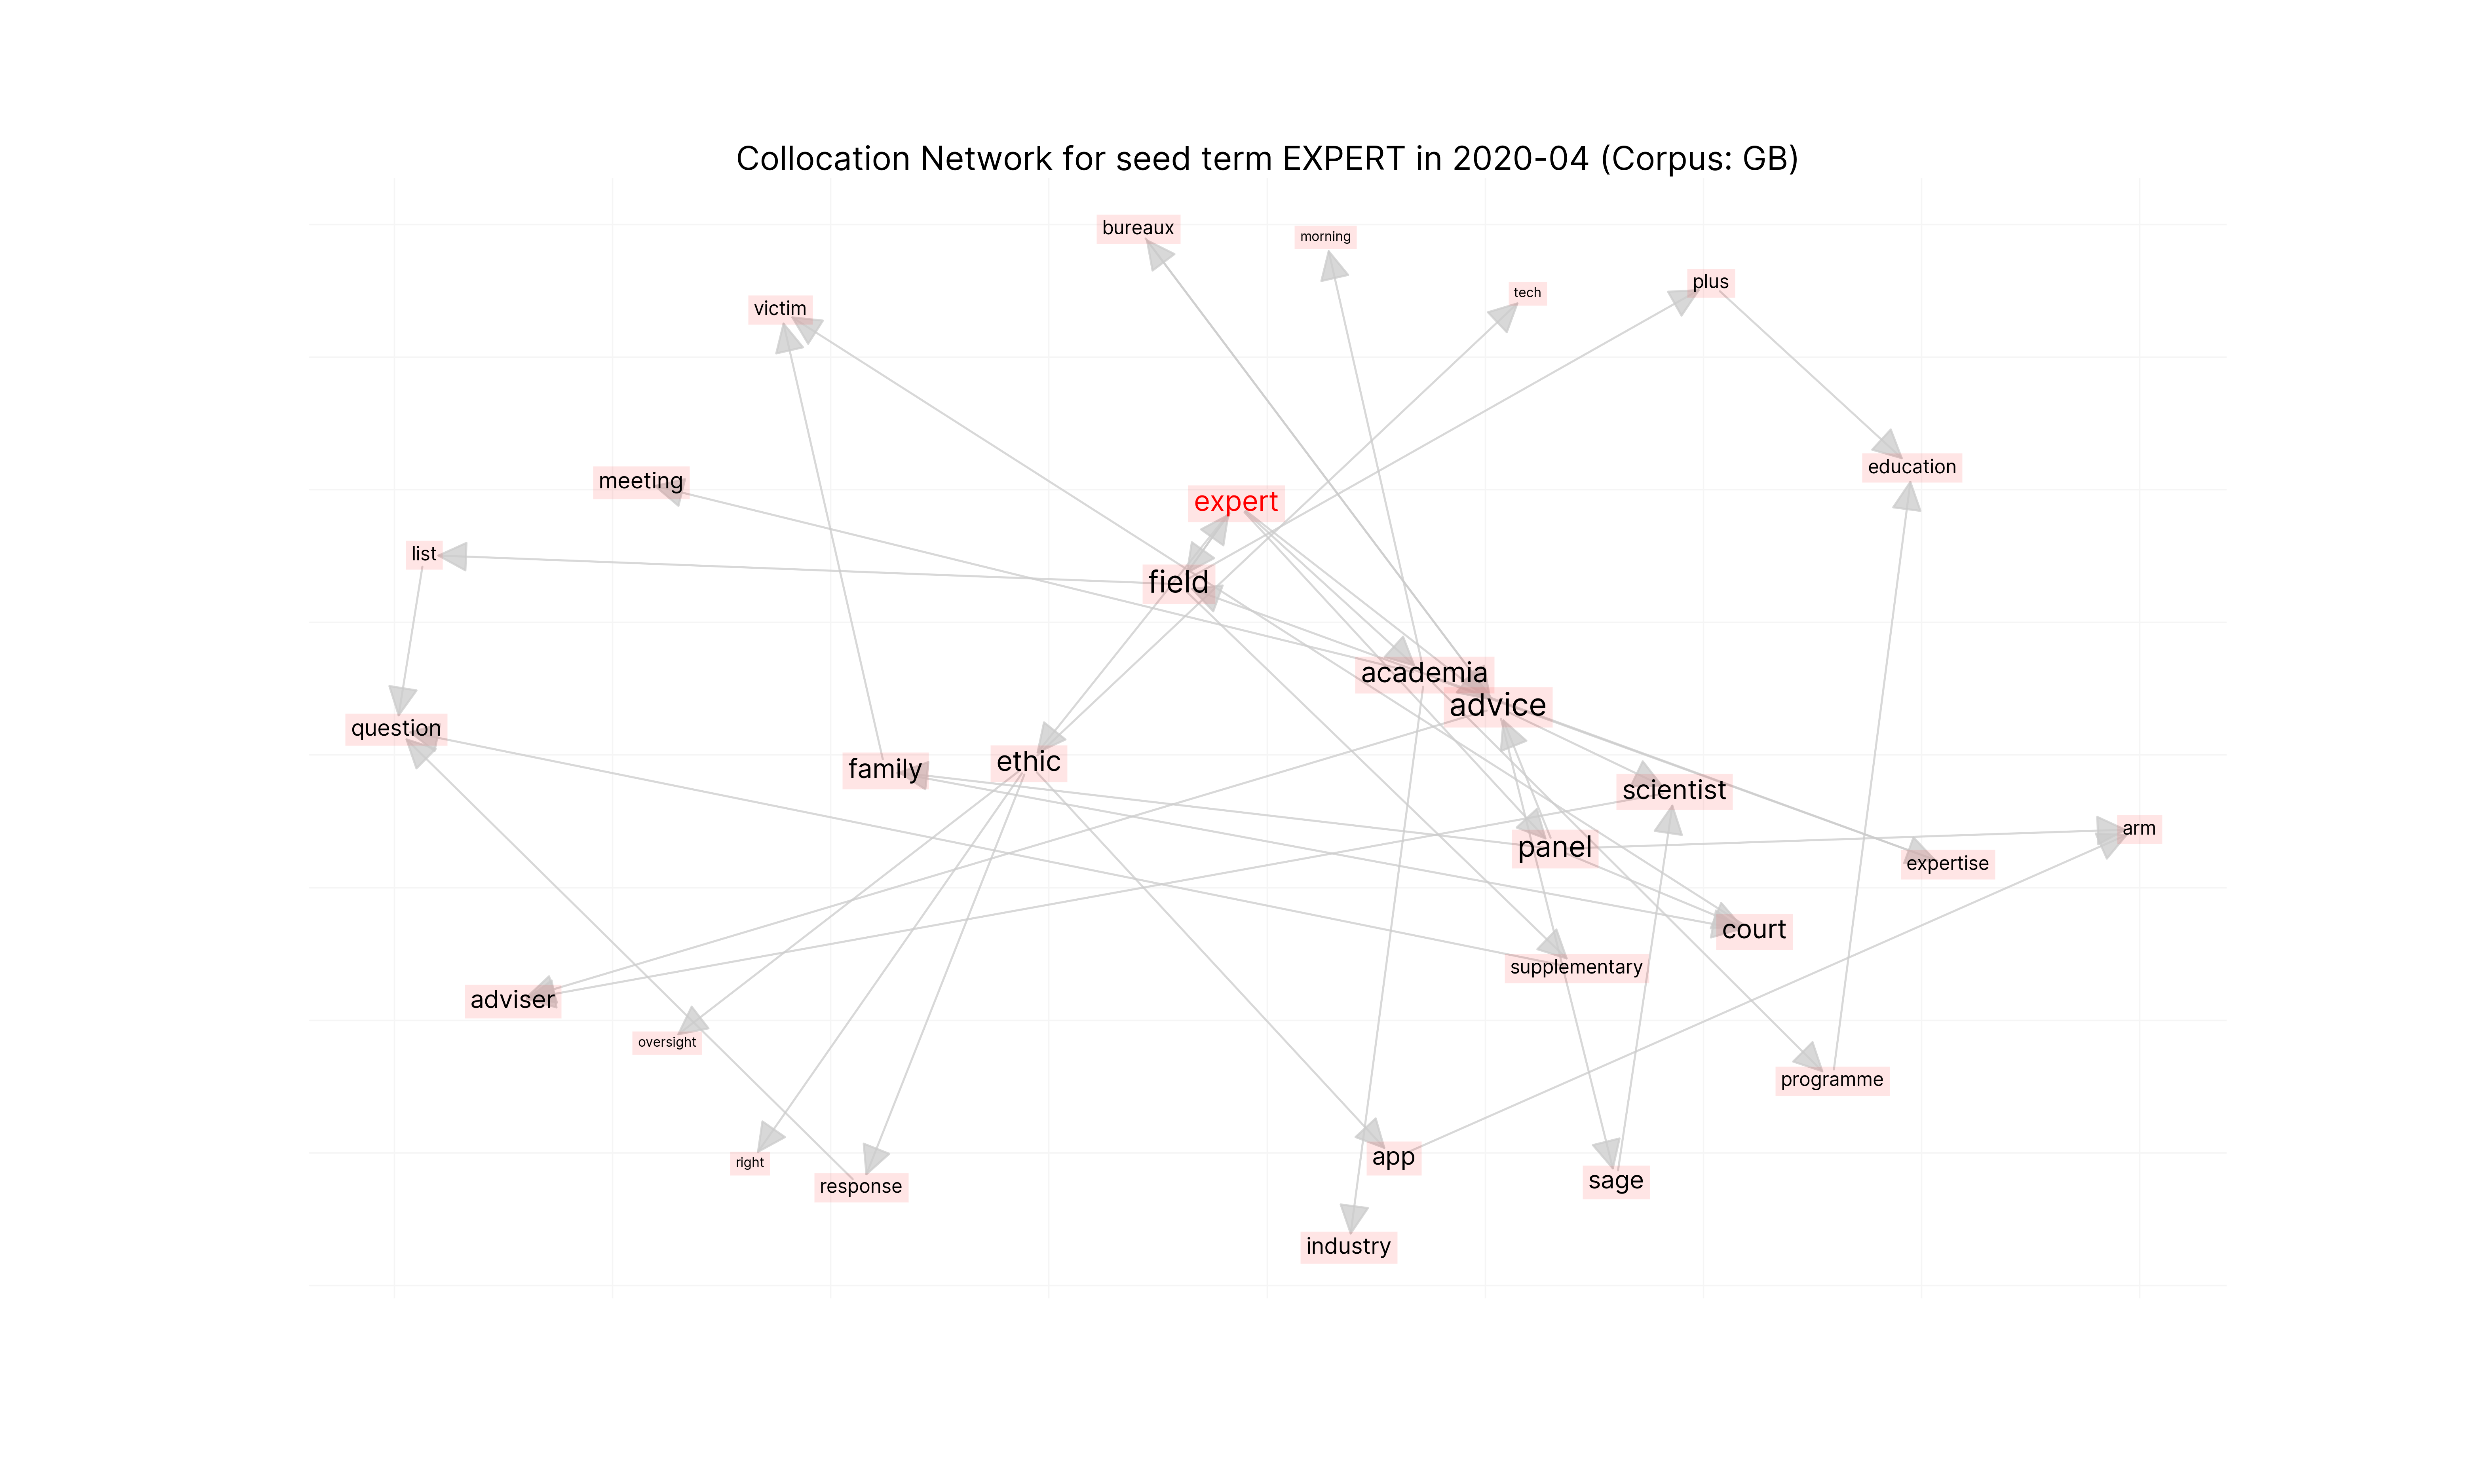 Collocation Network for seed term EXPERT in 2020-04 (Corpus: GB)
bureaux
morning
plus
tech
victim
education
meeting
expert
list
field
academia
advice
question
ethic
family
scientist
arm
panel
expertise
court
supplementary
adviser
oversight
programme
app
right
sage
response
industry